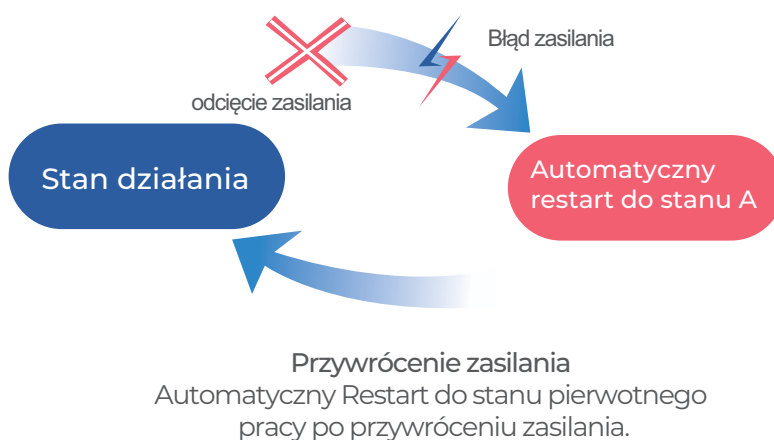 Błąd zasilania
odcięcie zasilania
Stan działania
Automatyczny
restart do stanu A
Przywrócenie zasilania
Automatyczny Restart do stanu pierwotnego
pracy po przywróceniu zasilania.